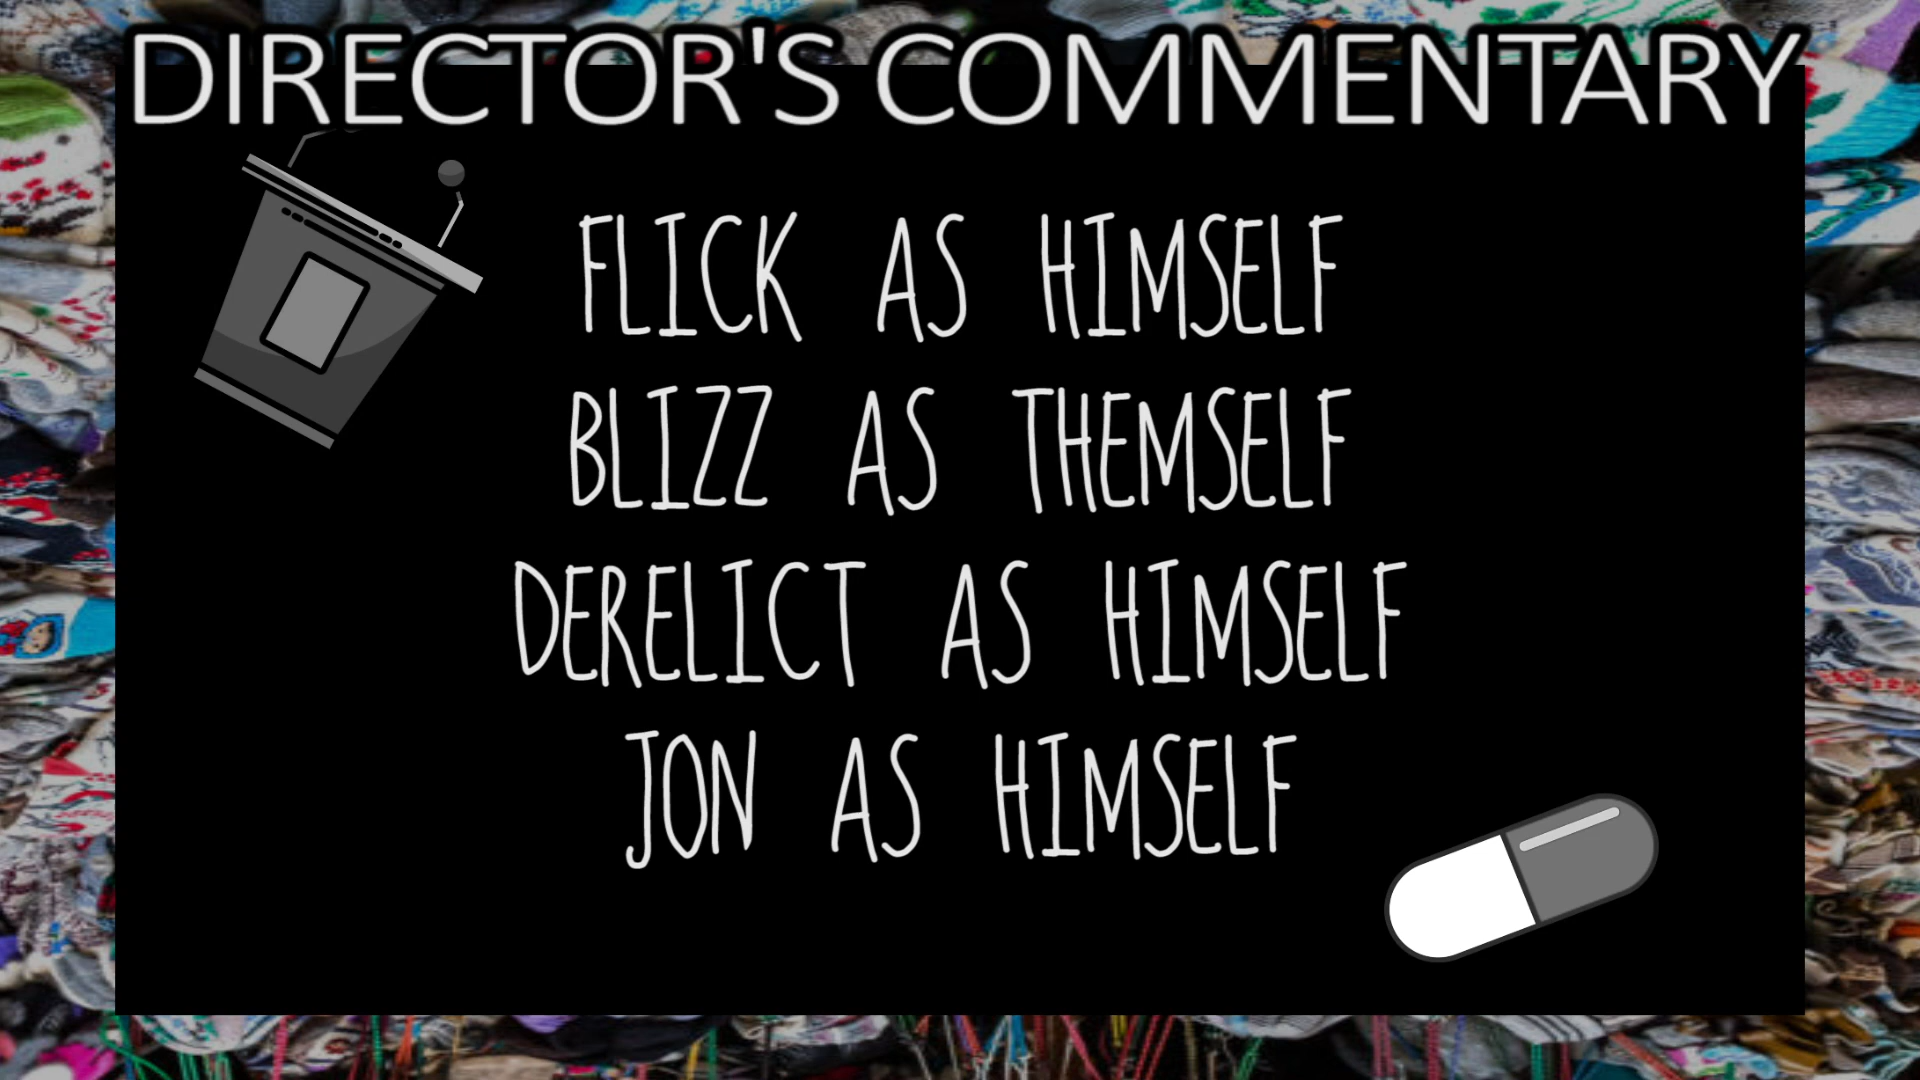 DIRECTOR'S COMMENTARY
FLICK AS HIMSELF
BLIZZ AS THEMSELF
DERELICT AS HIMSELF
JON AS HIMSELF